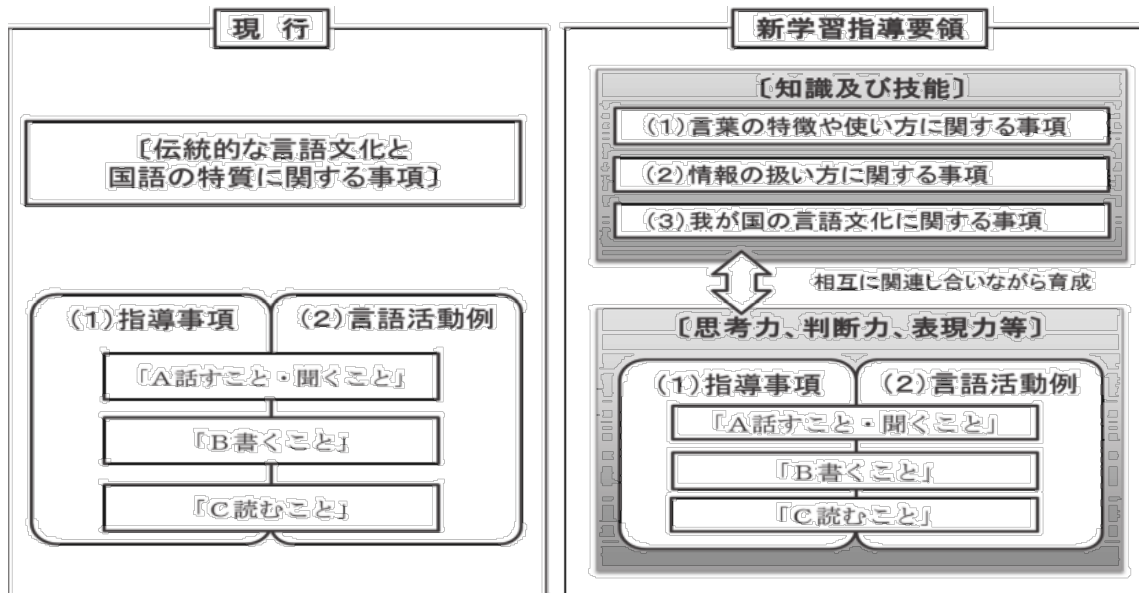 現 行
〔伝統的な言語文化と
国語の特質に関する事項〕
(1)指導事項
(2)言語活動例
「A話すこと・聞くこと」
「B書くこと」
「C読むこと」
新学習指導要領
〔知識及び技能〕
(1)言葉の特徴や使い方に関する事項
(2)情報の扱い方に関する事項
(3)我が国の言語文化に関する事項
相互に関連し合いながら育成
〔思考力、判断力、表現力等〕
(1)指導事項
(2)言語活動例
「A話すこと・聞くこと」
「B書くこと」
「C読むこと」